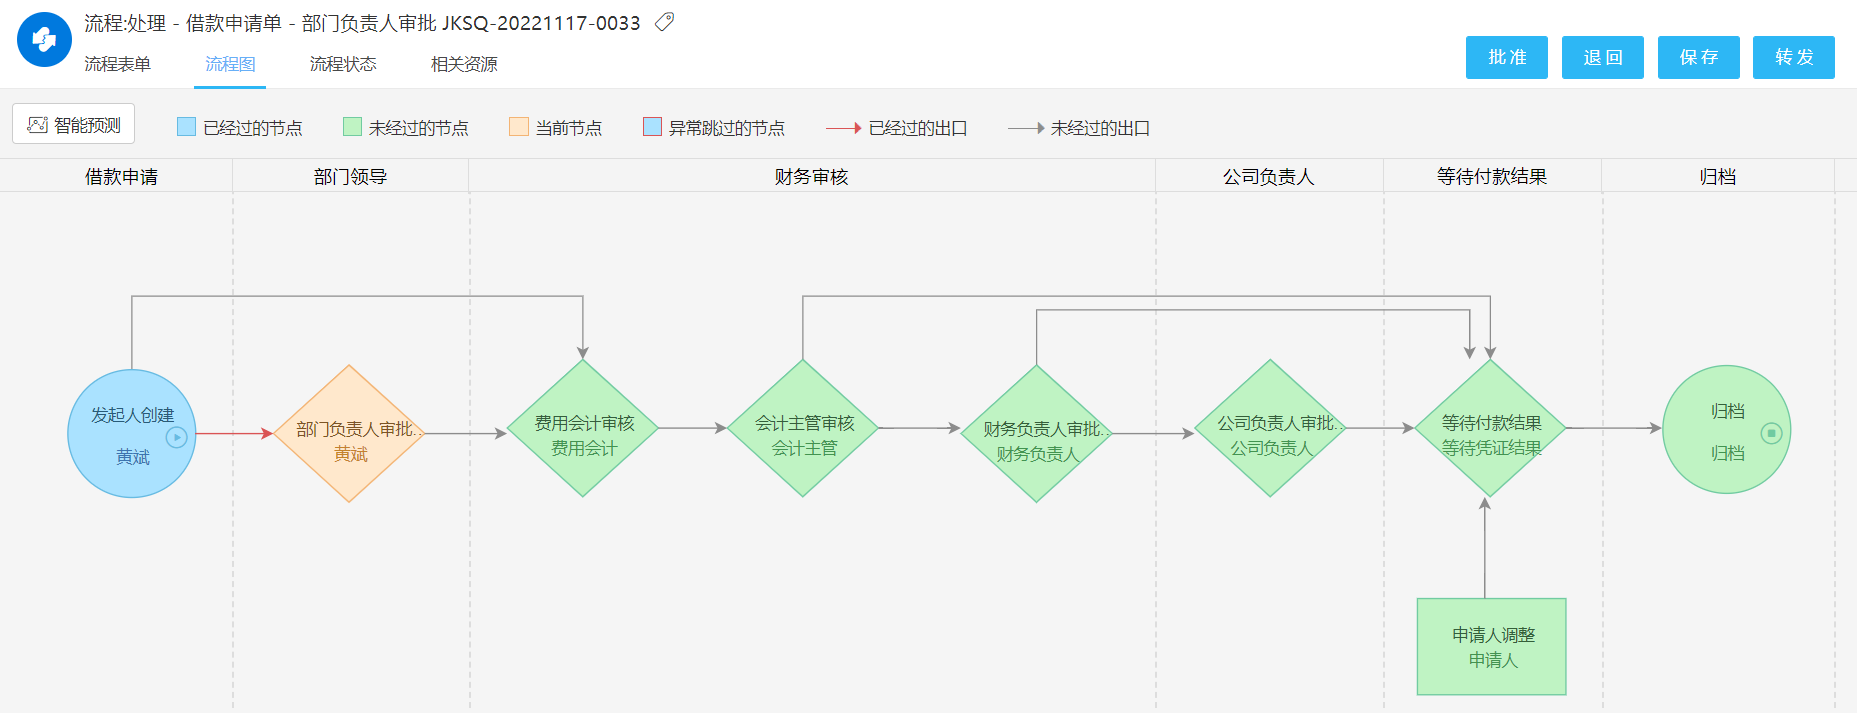 流程:处理 - 借款申请单 - 部门负责人审批 JKSQ-20221117-0033
流程表单
流程图
流程状态
相关资源
批准
退回
保存
转发
智能预测
已经过的节点
未经过的节点
当前节点
异常跳过的节点
已经过的出口
未经过的出口
借款申请
部门领导
财务审核
公司负责人
等待付款结果
归档
发起人创建
黄斌
部门负责人审批..
黄斌
费用会计审核
费用会计
会计主管审核
会计主管
财务负责人审批..
财务负责人
公司负责人审批..
公司负责人
等待付款结果
等待凭证结果
归档
归档
申请人调整
申请人